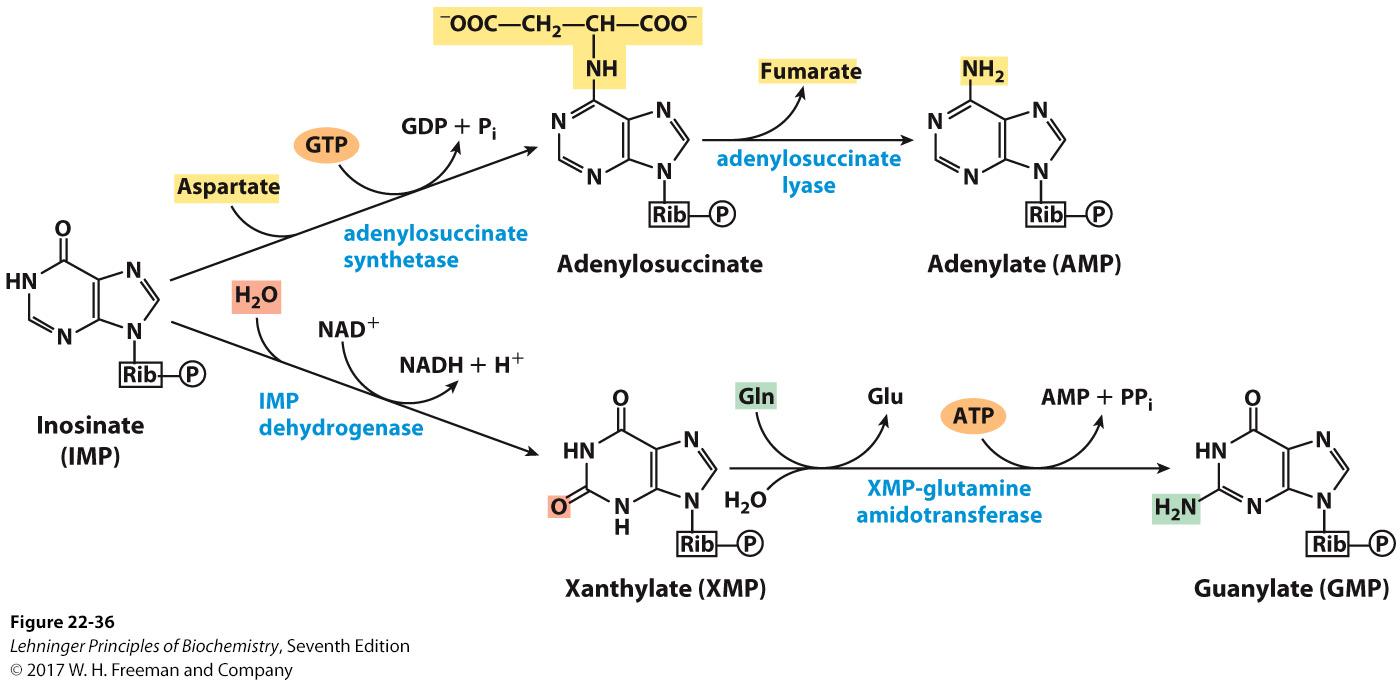 ⁻OOC—CH₂—CH—COO⁻
NH
N
N
N
N
Rib
P
Adenylosuccinate
Fumarate
adenylosuccinate
lyase
NH₂
N
N
N
N
Rib
P
Adenylate (AMP)
GTP
GDP + Pᵢ
Aspartate
adenylosuccinate
synthetase
O
HN
N
N
N
Rib
P
Inosinate
(IMP)
H₂O
NAD⁺
NADH + H⁺
IMP
dehydrogenase
O
HN
N
O
N
H
N
Rib
P
Xanthylate (XMP)
Gln
Glu
H₂O
ATP
AMP + PPᵢ
XMP-glutamine
amidotransferase
O
HN
N
H₂N
N
N
Rib
P
Guanylate (GMP)
Figure 22-36
Lehninger Principles of Biochemistry, Seventh Edition
© 2017 W. H. Freeman and Company